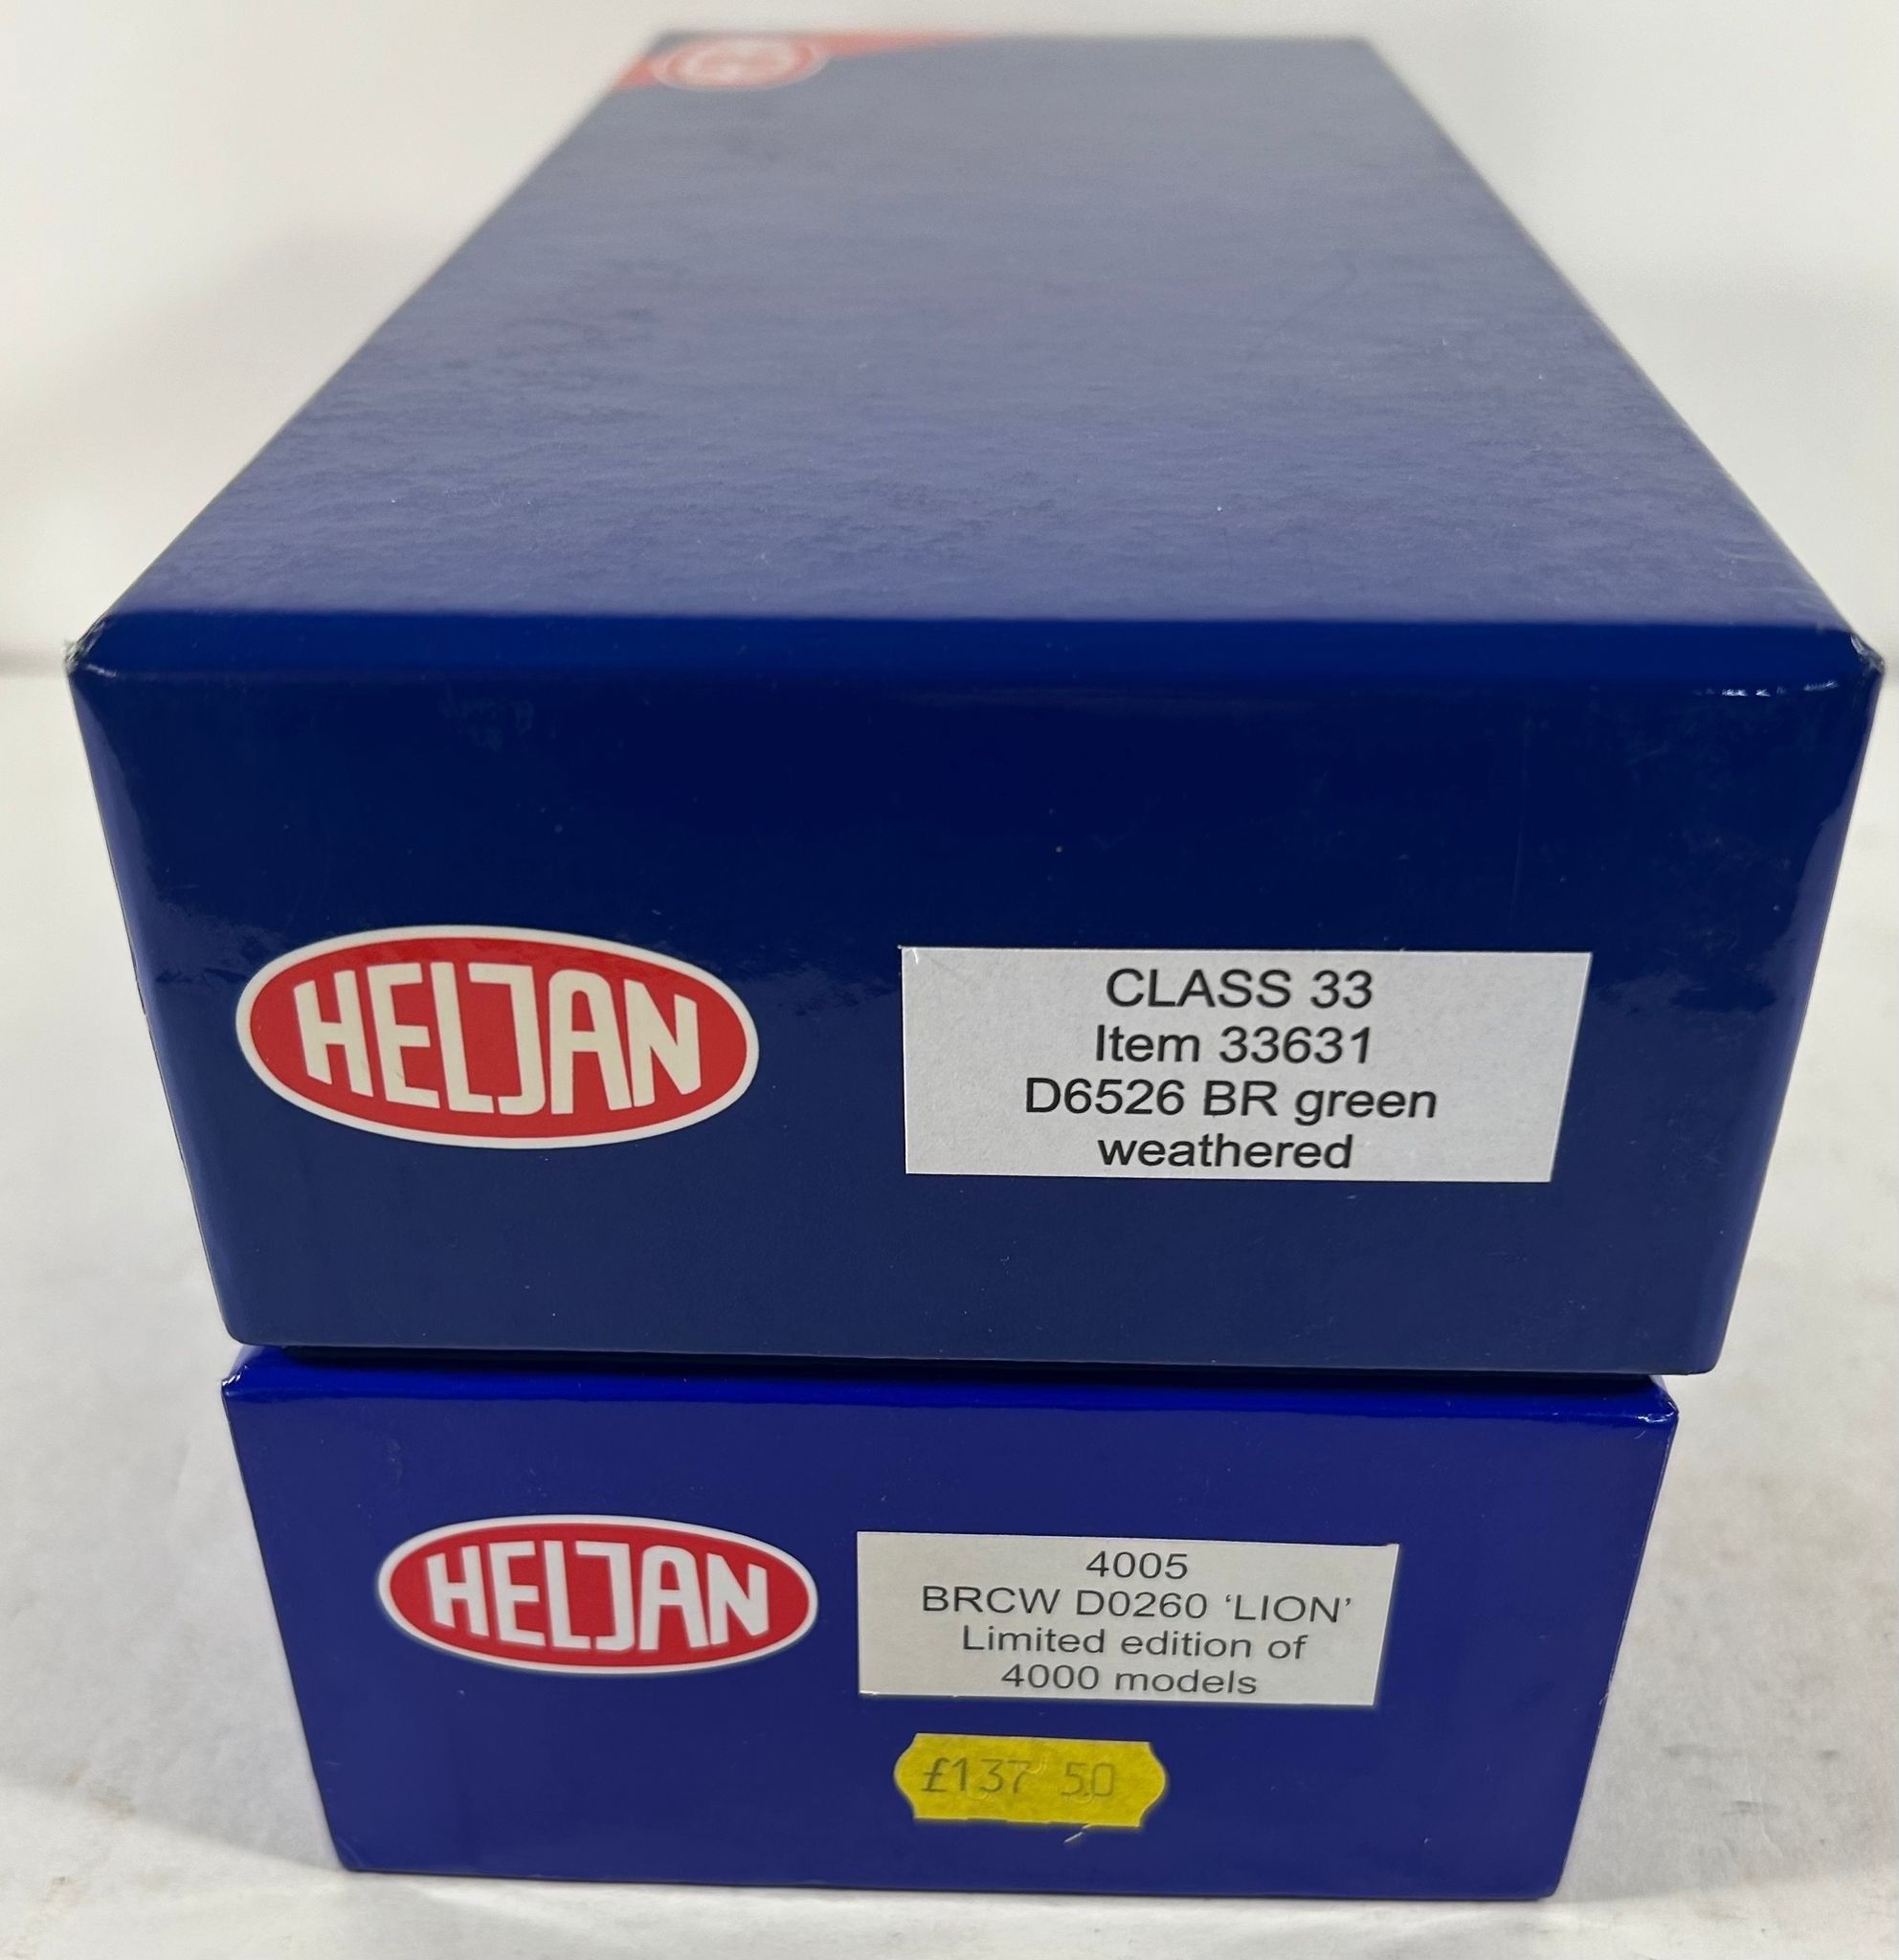 HELJAN
CLASS 33
Item 33631
D6526 BR green
weathered
HELJAN
4005
BRCW D0260 ‘LION’
Limited edition of
4000 models
£137 50